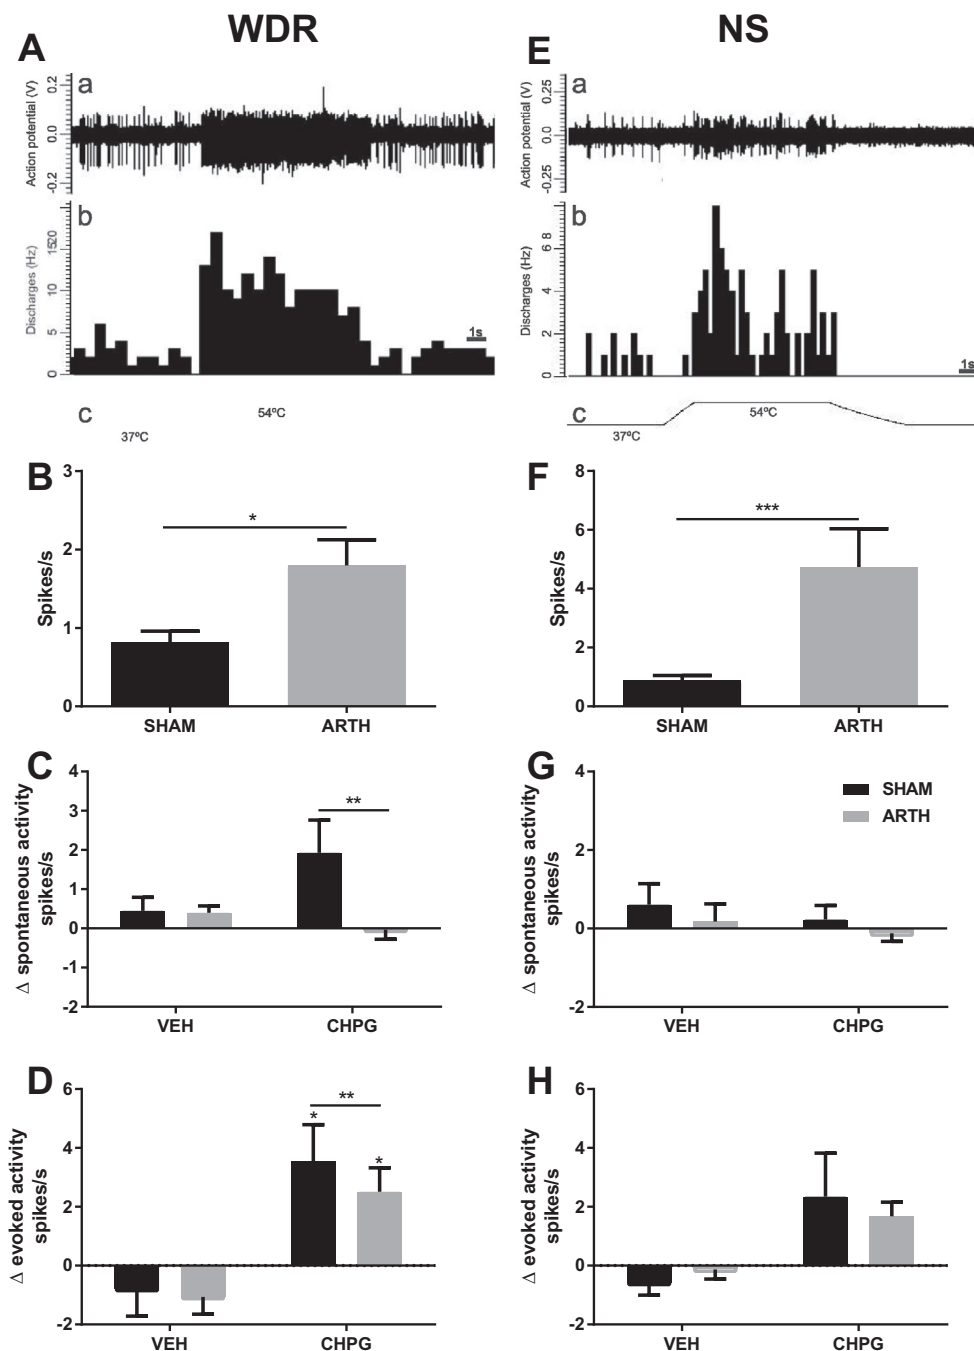 WDR
A
a
Action potential (V)
0.2
0.0
-0.2
b
Discharges (Hz)
1520
10
5
0
1s
c
54ºC
37ºC
B
Spikes/s
3
2
1
0
*
SHAM
ARTH
C
Δ spontaneous activity
spikes/s
4
3
2
1
0
-1
-2
**
VEH
CHPG
D
Δ evoked activity
spikes/s
6
4
2
0
-2
**
*
*
VEH
CHPG
NS
E
a
Action potential (V)
0.25
0.0
-0.25
b
Discharges (Hz)
6 8
4
2
0
1s
c
54ºC
37ºC
F
Spikes/s
8
6
4
2
0
***
SHAM
ARTH
G
Δ spontaneous activity
spikes/s
4
2
0
-2
SHAM
ARTH
VEH
CHPG
H
Δ evoked activity
spikes/s
6
4
2
0
-2
VEH
CHPG